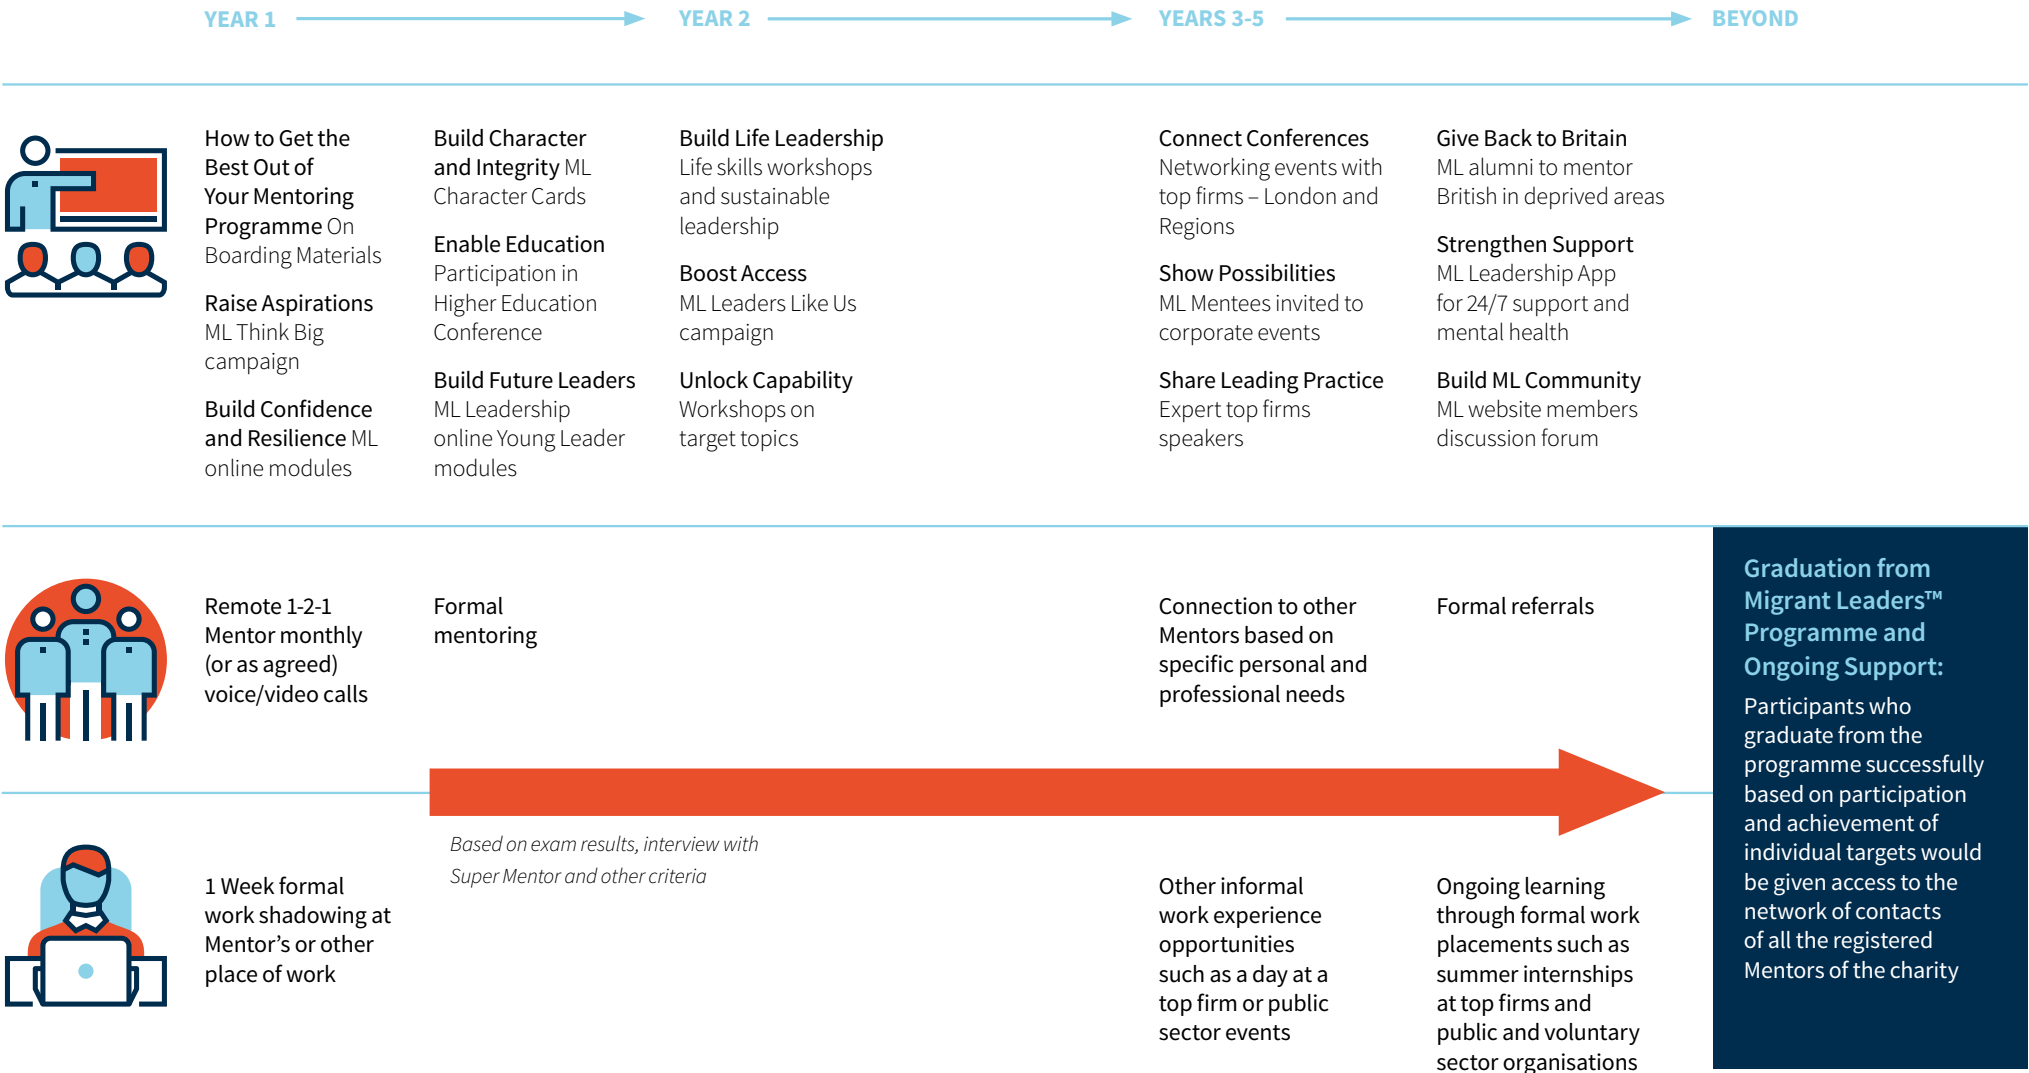 YEAR 1
YEAR 2
YEARS 3-5
BEYOND
How to Get the
Best Out of
Your Mentoring
Programme On
Boarding Materials
Raise Aspirations
ML Think Big
campaign
Build Confidence
and Resilience ML
online modules
Build Character
and Integrity ML
Character Cards
Enable Education
Participation in
Higher Education
Conference
Build Future Leaders
ML Leadership
online Young Leader
modules
Build Life Leadership
Life skills workshops
and sustainable
leadership
Boost Access
ML Leaders Like Us
campaign
Unlock Capability
Workshops on
target topics
Connect Conferences
Networking events with
top firms – London and
Regions
Show Possibilities
ML Mentees invited to
corporate events
Share Leading Practice
Expert top firms
speakers
Give Back to Britain
ML alumni to mentor
British in deprived areas
Strengthen Support
ML Leadership App
for 24/7 support and
mental health
Build ML Community
ML website members
discussion forum
Remote 1-2-1
Mentor monthly
(or as agreed)
voice/video calls
Formal
mentoring
Connection to other
Mentors based on
specific personal and
professional needs
Formal referrals
Based on exam results, interview with
Super Mentor and other criteria
1 Week formal
work shadowing at
Mentor's or other
place of work
Other informal
work experience
opportunities
such as a day at a
top firm or public
sector events
Ongoing learning
through formal work
placements such as
summer internships
at top firms and
public and voluntary
sector organisations
Graduation from
Migrant Leaders™
Programme and
Ongoing Support:
Participants who
graduate from the
programme successfully
based on participation
and achievement of
individual targets would
be given access to the
network of contacts
of all the registered
Mentors of the charity